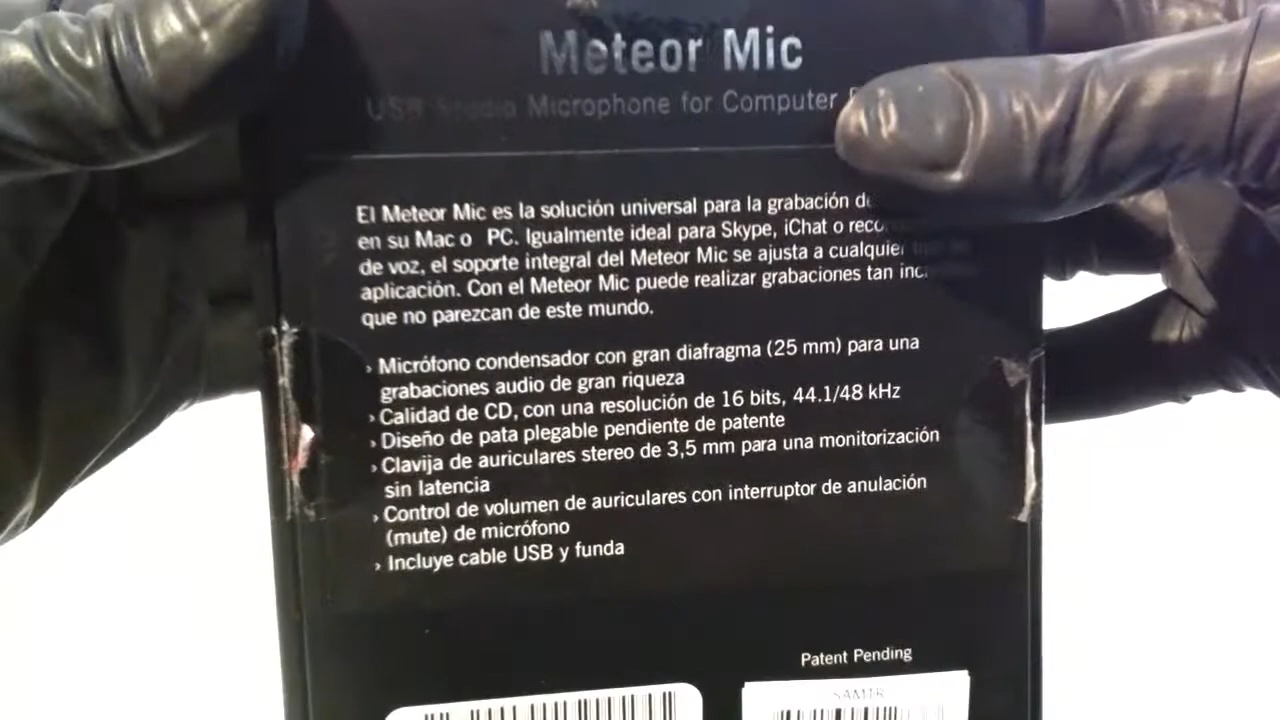 Meteor Mic
USB Studio Microphone for Computer
El Meteor Mic es la solución universal para la grabación
en su Mac o PC. Igualmente ideal para Skype, iChat o
de voz, el soporte integral del Meteor Mic se ajusta a cualquier
aplicación. Con el Meteor Mic puede realizar grabaciones tan
que no parezcan de este mundo.
› Micrófono condensador con gran diafragma (25 mm) para una
grabaciones audio de gran riqueza
› Calidad de CD, con una resolución de 16 bits, 44.1/48 kHz
› Diseño de pata plegable pendiente de patente
› Clavija de auriculares stereo de 3,5 mm para una monitorización
sin latencia
› Control de volumen de auriculares con interruptor de anulación
(mute) de micrófono
› Incluye cable USB y funda
Patent Pending
SAMTR